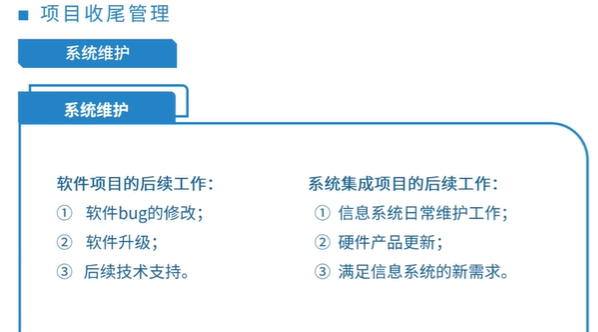 项目收尾管理
系统维护
系统维护
软件项目的后续工作：
① 软件bug的修改；
② 软件升级；
③ 后续技术支持。
系统集成项目的后续工作：
① 信息系统日常维护工作；
② 硬件产品更新；
③ 满足信息系统的新需求。